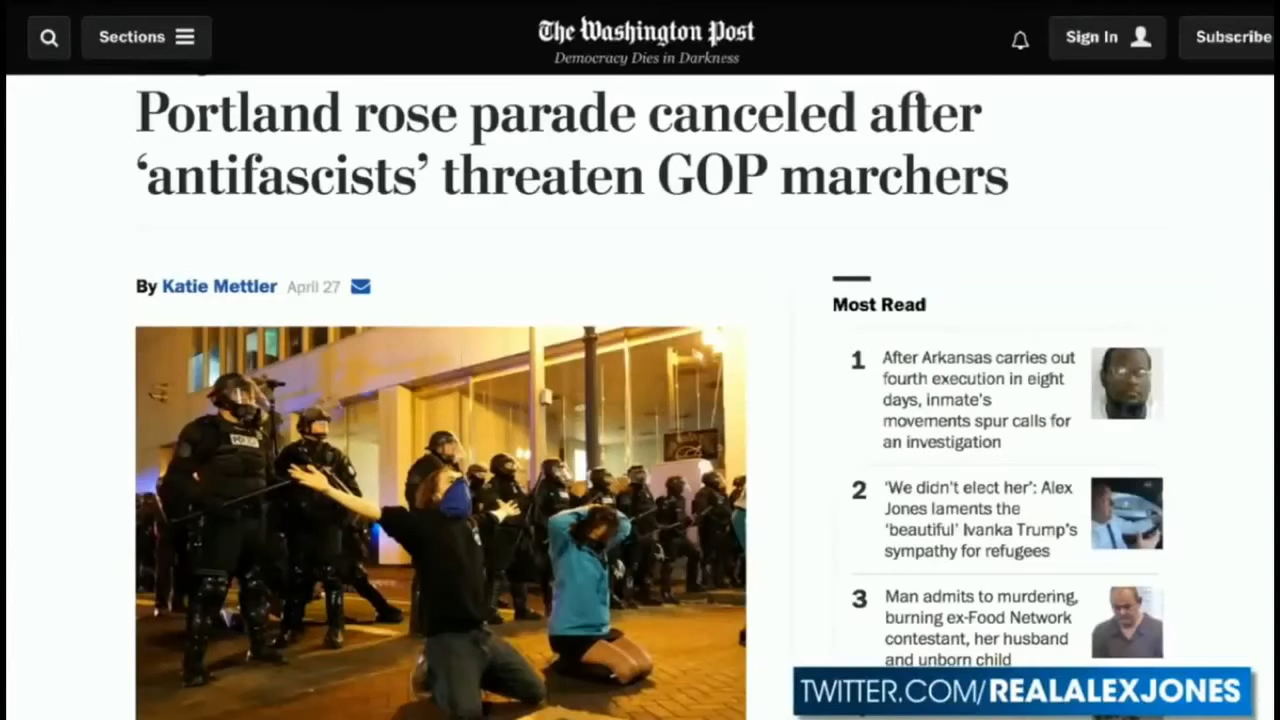 Sections
The Washington Post
Democracy Dies in Darkness
Sign In
Subscribe
Portland rose parade canceled after
‘antifascists’ threaten GOP marchers
By Katie Mettler April 27
POLICE
Most Read
1
After Arkansas carries out
fourth execution in eight
days, inmate's
movements spur calls for
an investigation
2
‘We didn't elect her’: Alex
Jones laments the
‘beautiful’ Ivanka Trump's
sympathy for refugees
3
Man admits to murdering,
burning ex-Food Network
contestant, her husband
and unborn child
TWITTER.COM/REALALEXJONES